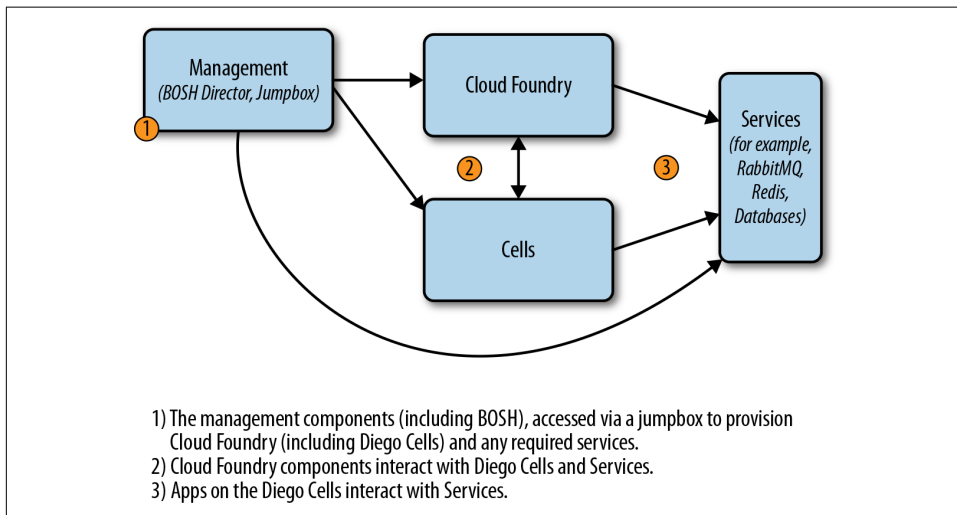 Management
(BOSH Director, Jumpbox)
1
Cloud Foundry
2
3
Services
(for example,
RabbitMQ,
Redis,
Databases)
Cells
1) The management components (including BOSH), accessed via a jumpbox to provision
Cloud Foundry (including Diego Cells) and any required services.
2) Cloud Foundry components interact with Diego Cells and Services.
3) Apps on the Diego Cells interact with Services.